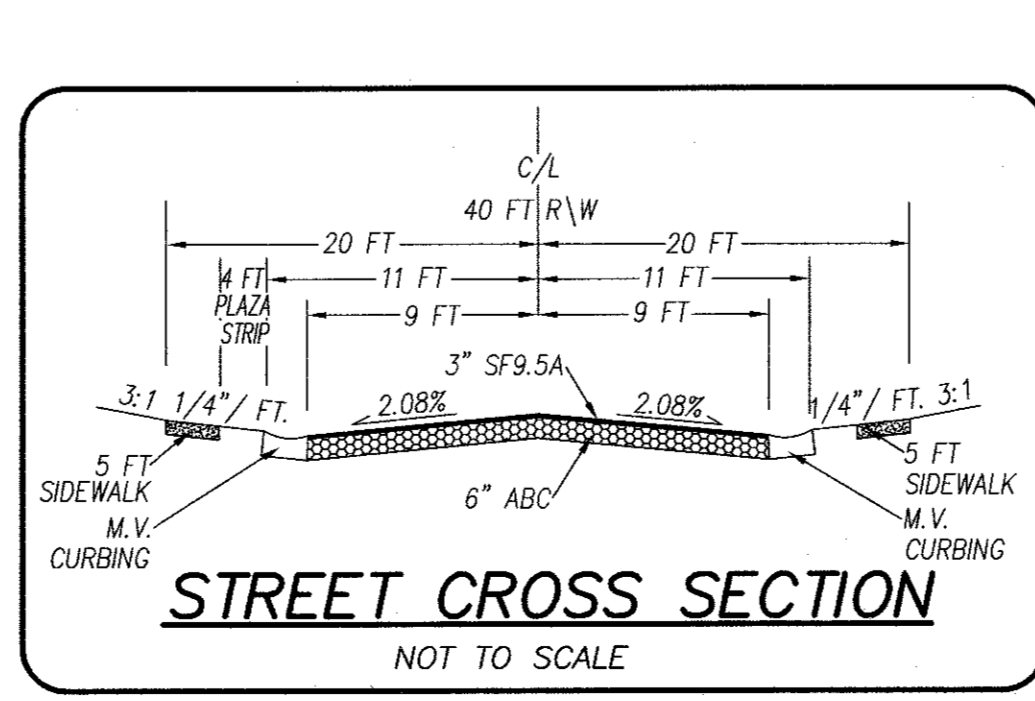 C/L
40 FT R\W
20 FT 20 FT
4 FT 11 FT 11 FT
PLAZA
STRIP
9 FT 9 FT
3" SF9.5A
3:1 1/4"/ FT. 2.08% 2.08% 1/4"/ FT. 3:1
5 FT
SIDEWALK
6" ABC
5 FT
SIDEWALK
M.V.
CURBING
M.V.
CURBING
STREET CROSS SECTION
NOT TO SCALE